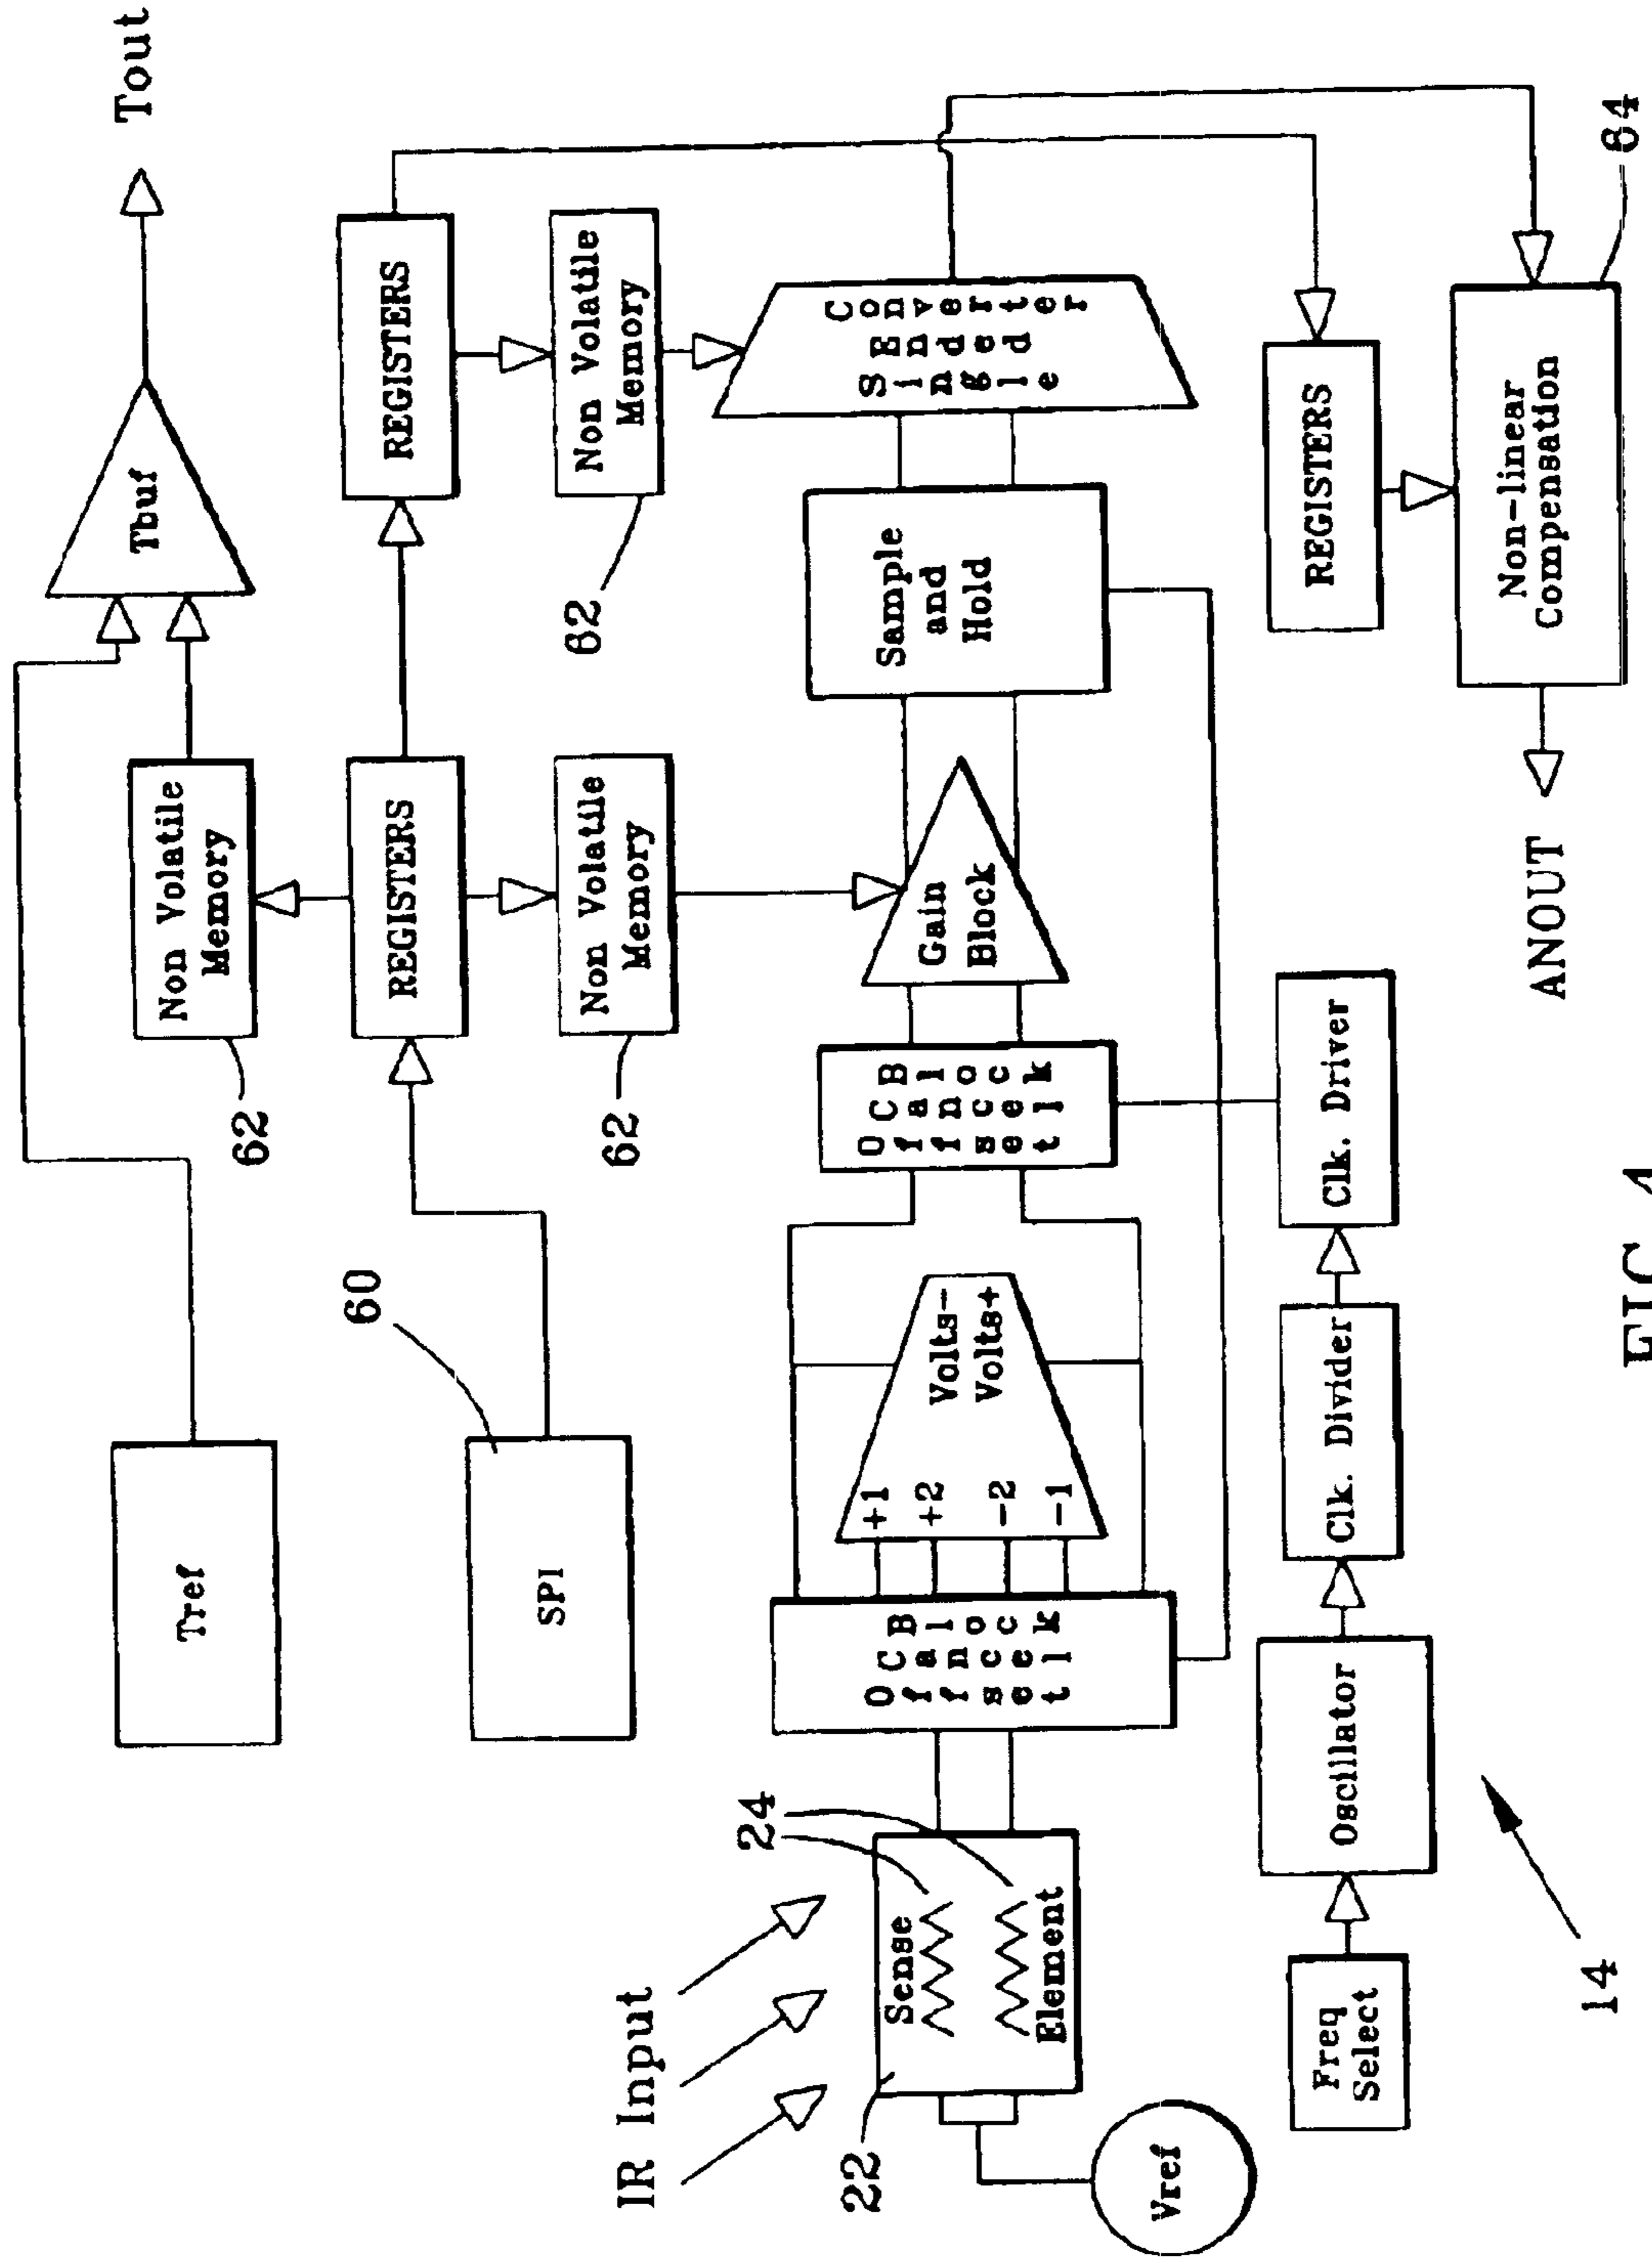 Tref
Tbuf
Tout
Non Volatile
Memory
62
60
SPI
REGISTERS
REGISTERS
Non Volatile
Memory
62
Non Volatile
Memory
62
IR Input
22
Sense
Element
24
Vref
Offset
Cancel
Block
+1
+2
-2
-1
Volts-
Volts+
Offset
Cancel
Block
Gain
Block
Sample
and
Hold
Single
Ended
Converter
Freq
Select
Oscillator
Clk. Divider
Clk. Driver
REGISTERS
Non-linear
Compensation
64
ANOUT
14